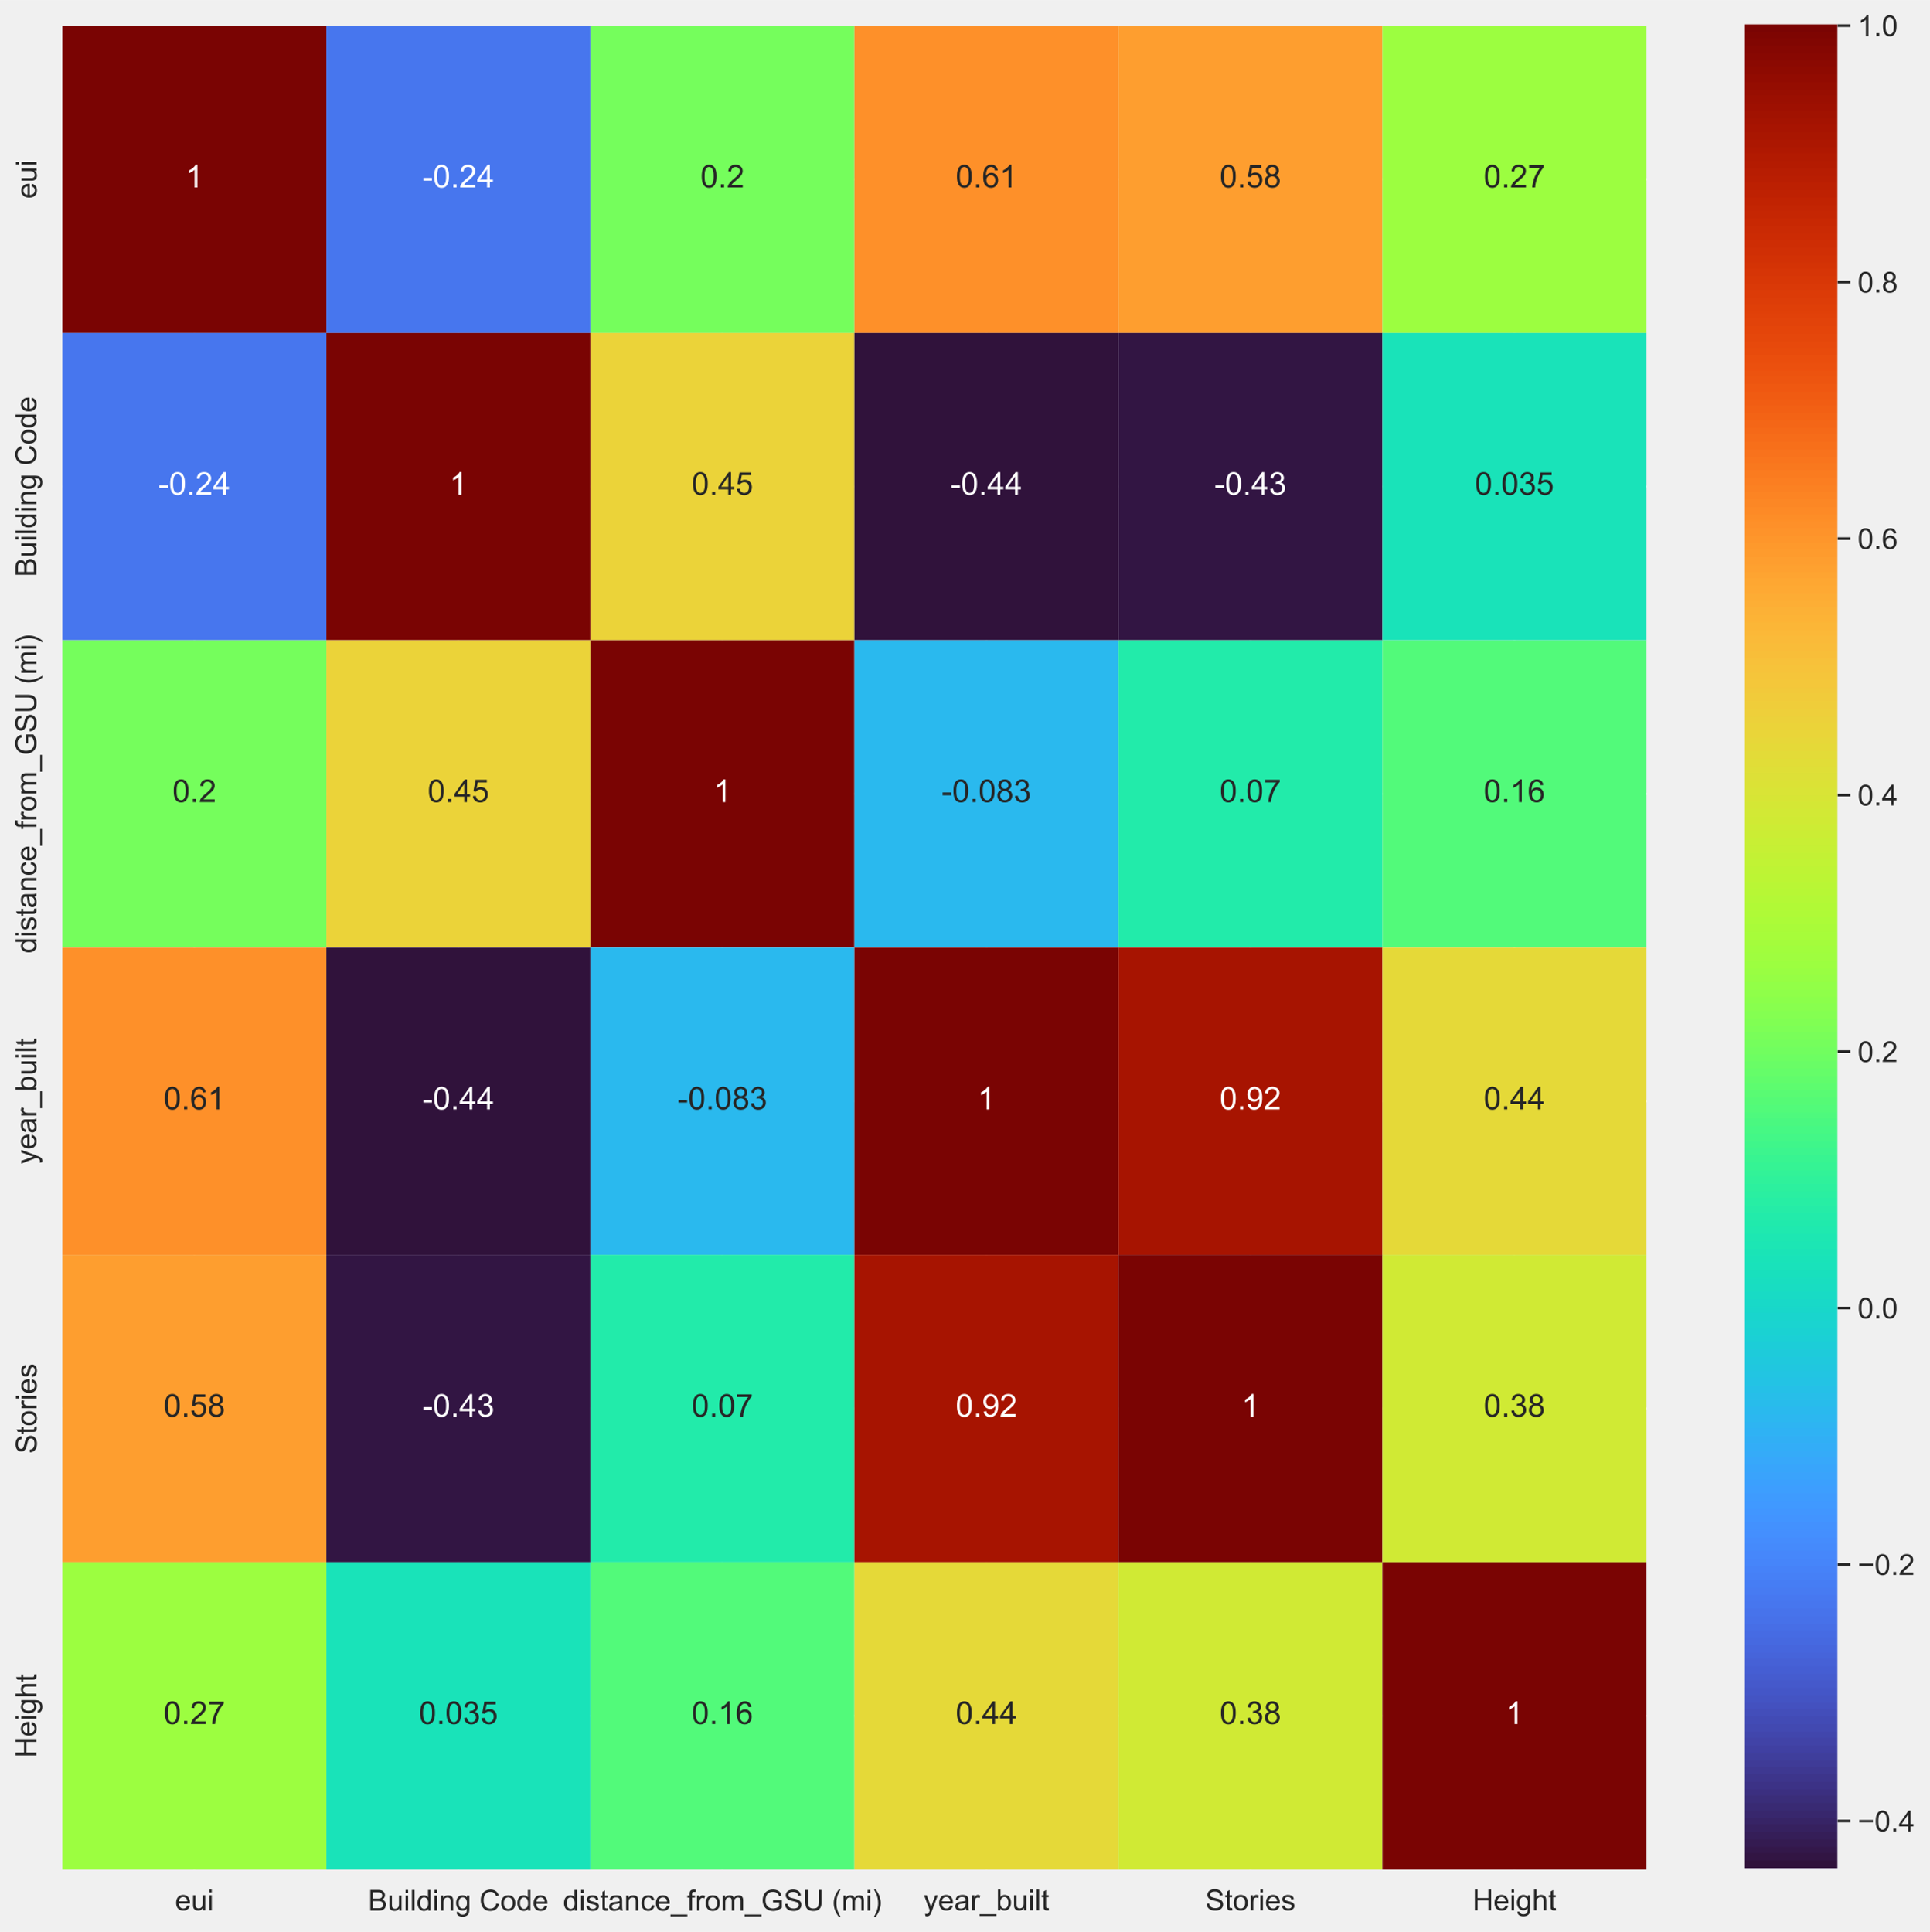 eui 1 -0.24 0.2 0.61 0.58 0.27
Building Code -0.24 1 0.45 -0.44 -0.43 0.035
distance_from_GSU (mi) 0.2 0.45 1 -0.083 0.07 0.16
year_built 0.61 -0.44 -0.083 1 0.92 0.44
Stories 0.58 -0.43 0.07 0.92 1 0.38
Height 0.27 0.035 0.16 0.44 0.38 1
eui Building Code distance_from_GSU (mi) year_built Stories Height
1.0
0.8
0.6
0.4
0.2
0.0
−0.2
−0.4